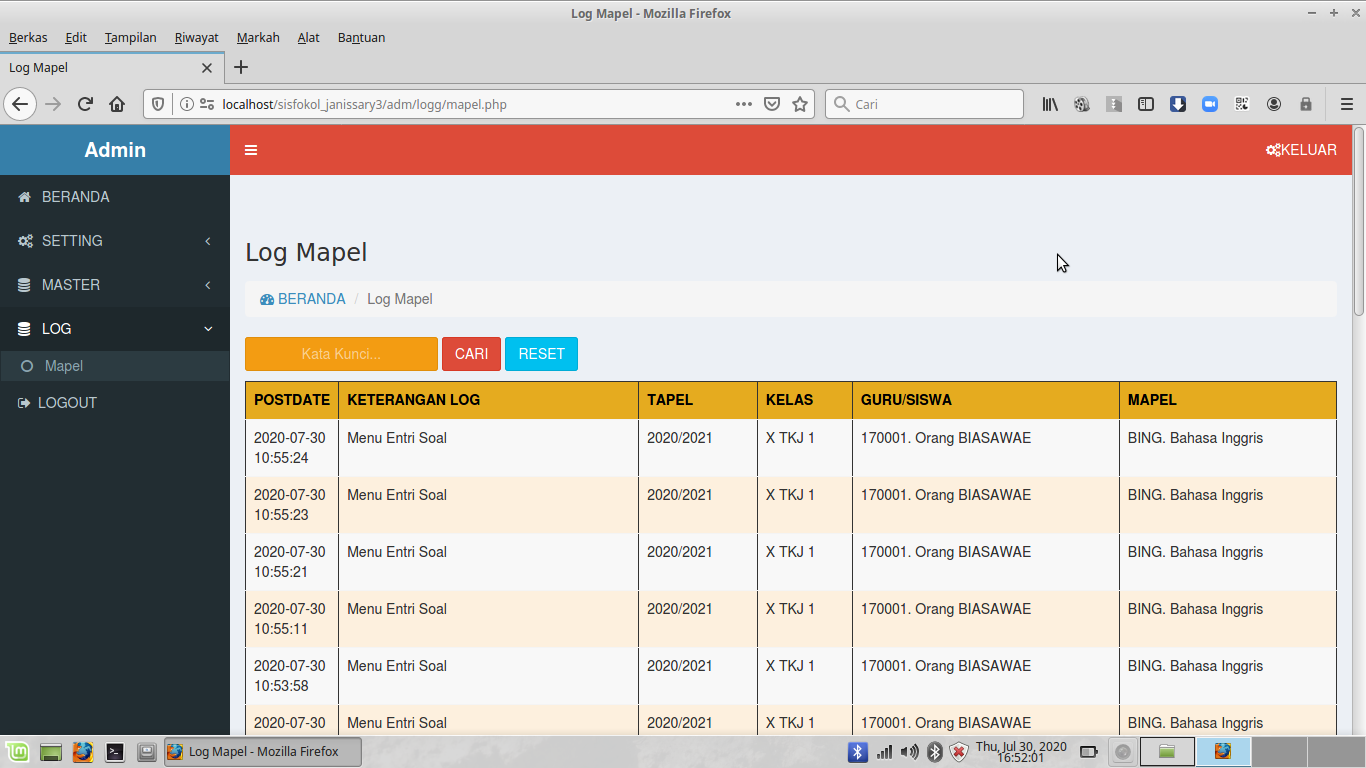 Log Mapel - Mozilla Firefox
Berkas Edit Tampilan Riwayat Markah Alat Bantuan
Log Mapel
localhost/sisfokol_janissary3/adm/logg/mapel.php
Cari
Admin
KELUAR
BERANDA
SETTING
MASTER
LOG
Mapel
LOGOUT
Log Mapel
BERANDA / Log Mapel
Kata Kunci... CARI RESET
POSTDATE KETERANGAN LOG TAPEL KELAS GURU/SISWA MAPEL
2020-07-30 Menu Entri Soal 2020/2021 X TKJ 1 170001. Orang BIASAWAE BING. Bahasa Inggris
10:55:24
2020-07-30 Menu Entri Soal 2020/2021 X TKJ 1 170001. Orang BIASAWAE BING. Bahasa Inggris
10:55:23
2020-07-30 Menu Entri Soal 2020/2021 X TKJ 1 170001. Orang BIASAWAE BING. Bahasa Inggris
10:55:21
2020-07-30 Menu Entri Soal 2020/2021 X TKJ 1 170001. Orang BIASAWAE BING. Bahasa Inggris
10:55:11
2020-07-30 Menu Entri Soal 2020/2021 X TKJ 1 170001. Orang BIASAWAE BING. Bahasa Inggris
10:53:58
2020-07-30 Menu Entri Soal 2020/2021 X TKJ 1 170001. Orang BIASAWAE BING. Bahasa Inggris
Log Mapel - Mozilla Firefox
Thu, Jul 30, 2020
16:52:01